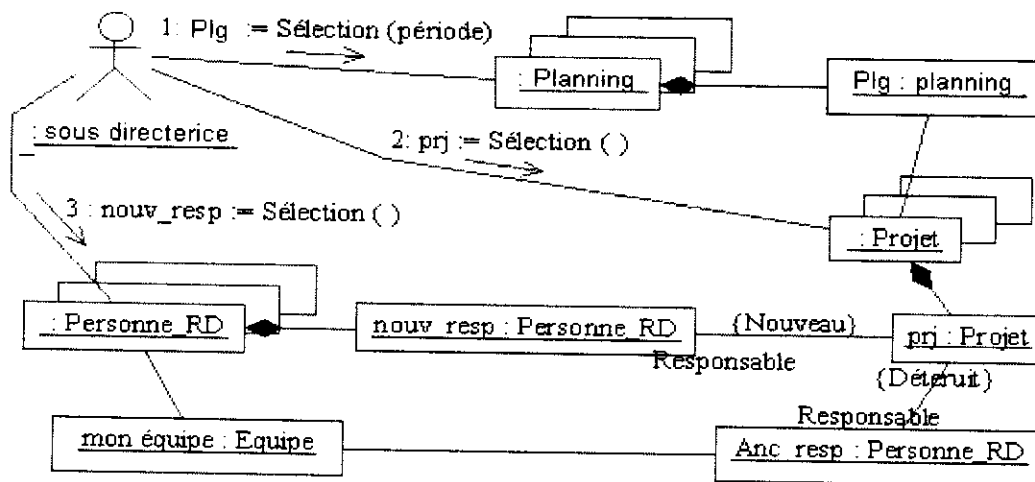 1: Plg := Sélection (période)
: Planning
Plg : planning
: sous directerice
2: prj := Sélection ( )
3 : nouv_resp := Sélection ( )
: Projet
: Personne_RD
nouv_resp : Personne_RD
{Nouveau}
prj : Projet
Responsable
{Déteruit}
Responsable
mon équipe : Equipe
Anc_resp : Personne_RD